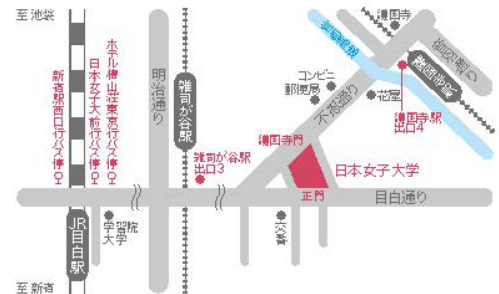 至 池袋
ホテル椿山荘東京行バス停
日本女子大前行バス停
新宿駅西口行バス停
明治通り
雑司が谷駅
雑司が谷駅
出口3
護国寺
音羽通り
護国寺駅
コンビニ
郵便局
花屋
不忍通り
護国寺駅
出口4
護国寺門
日本女子大学
正門
目白通り
JR目白駅
学習院大学
交番
至 新宿